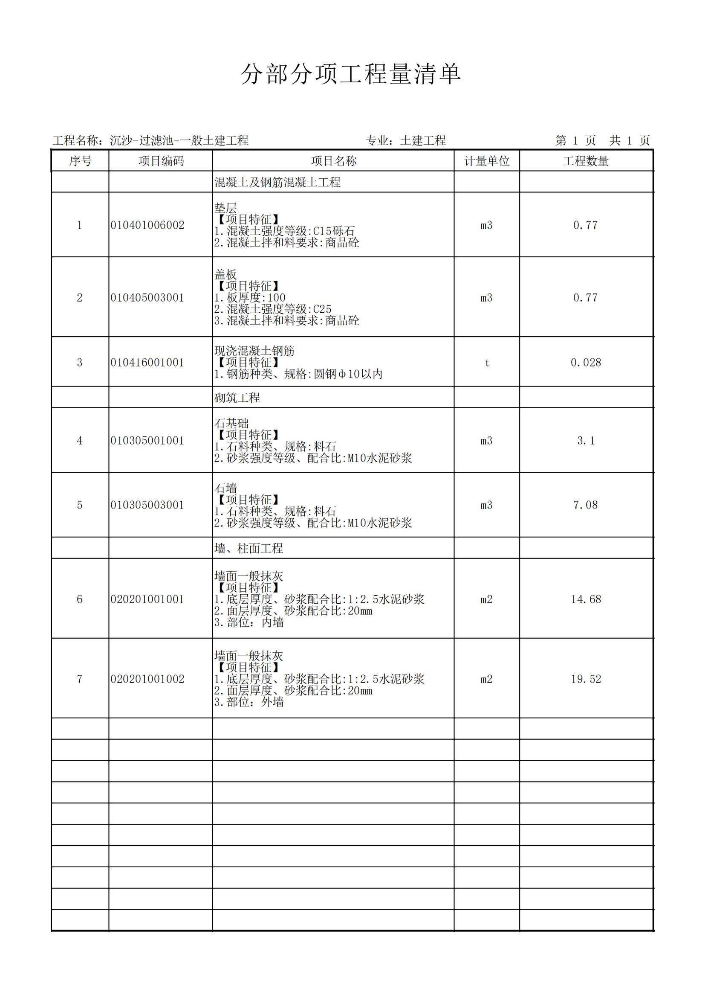 分部分项工程量清单
工程名称：沉沙-过滤池-一般土建工程 专业：土建工程 第 1 页 共 1 页
序号 项目编码 项目名称 计量单位 工程数量
混凝土及钢筋混凝土工程
垫层
【项目特征】
1 010401006002 m3 0.77
1.混凝土强度等级:C15砾石
2.混凝土拌和料要求:商品砼
盖板
【项目特征】
2 010405003001 1.板厚度:100 m3 0.77
2.混凝土强度等级:C25
3.混凝土拌和料要求:商品砼
现浇混凝土钢筋
3 010416001001 【项目特征】 t 0.028
1.钢筋种类、规格:圆钢φ10以内
砌筑工程
石基础
【项目特征】
4 010305001001 m3 3.1
1.石料种类、规格:料石
2.砂浆强度等级、配合比:M10水泥砂浆
石墙
【项目特征】
5 010305003001 m3 7.08
1.石料种类、规格:料石
2.砂浆强度等级、配合比:M10水泥砂浆
墙、柱面工程
墙面一般抹灰
【项目特征】
6 020201001001 1.底层厚度、砂浆配合比:1:2.5水泥砂浆 m2 14.68
2.面层厚度、砂浆配合比:20mm
3.部位：内墙
墙面一般抹灰
【项目特征】
7 020201001002 1.底层厚度、砂浆配合比:1:2.5水泥砂浆 m2 19.52
2.面层厚度、砂浆配合比:20mm
3.部位：外墙